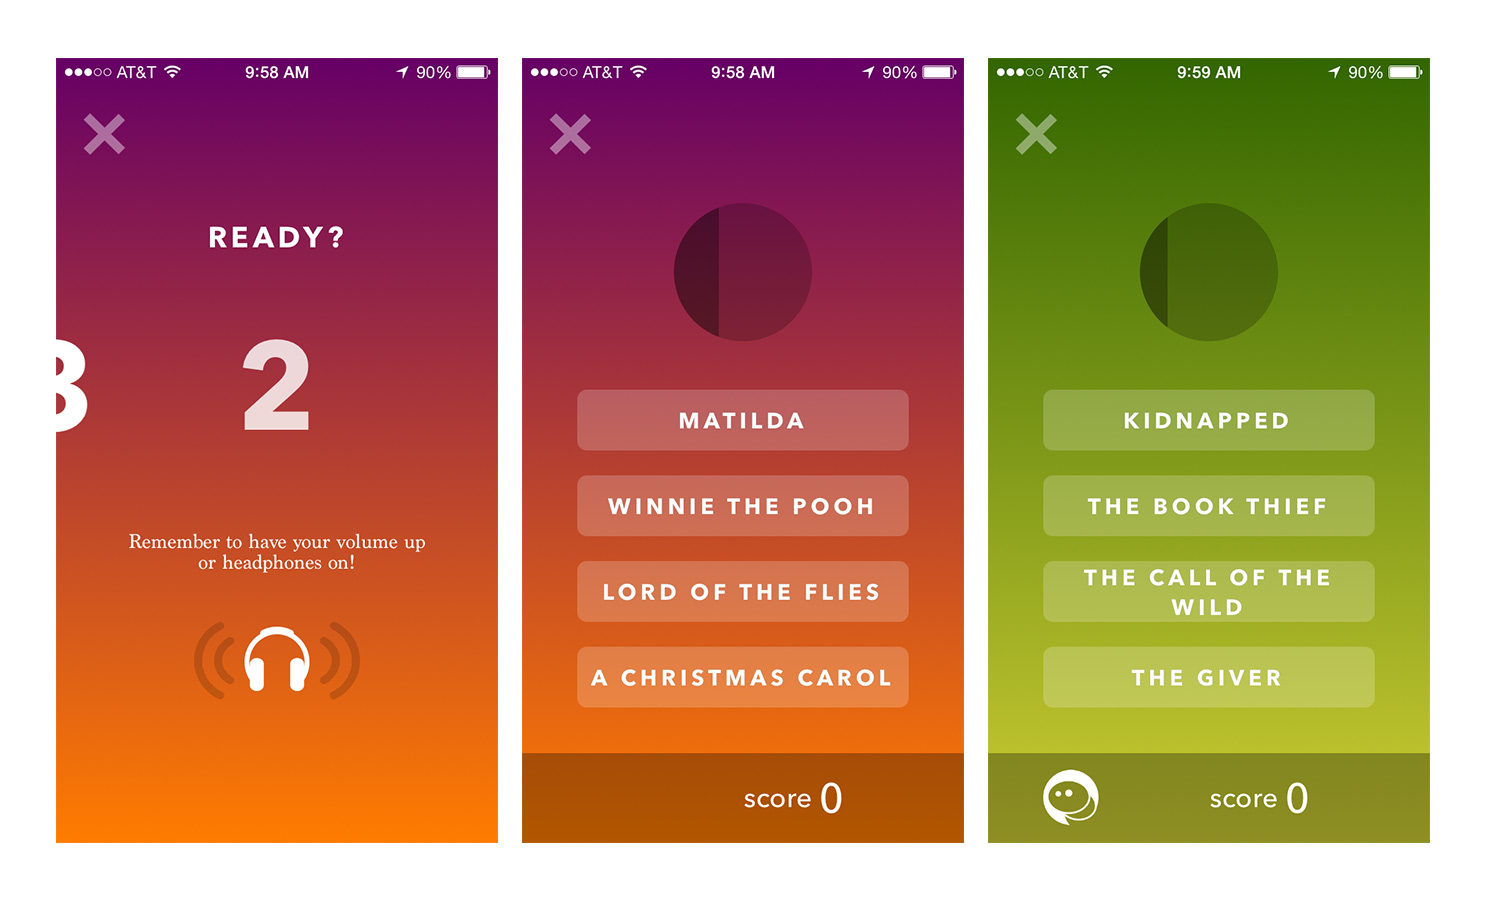 AT&T 9:58 AM 90%
READY?
3 2
Remember to have your volume up
or headphones on!
AT&T 9:58 AM 90%
MATILDA
WINNIE THE POOH
LORD OF THE FLIES
A CHRISTMAS CAROL
score 0
AT&T 9:59 AM 90%
KIDNAPPED
THE BOOK THIEF
THE CALL OF THE
WILD
THE GIVER
score 0